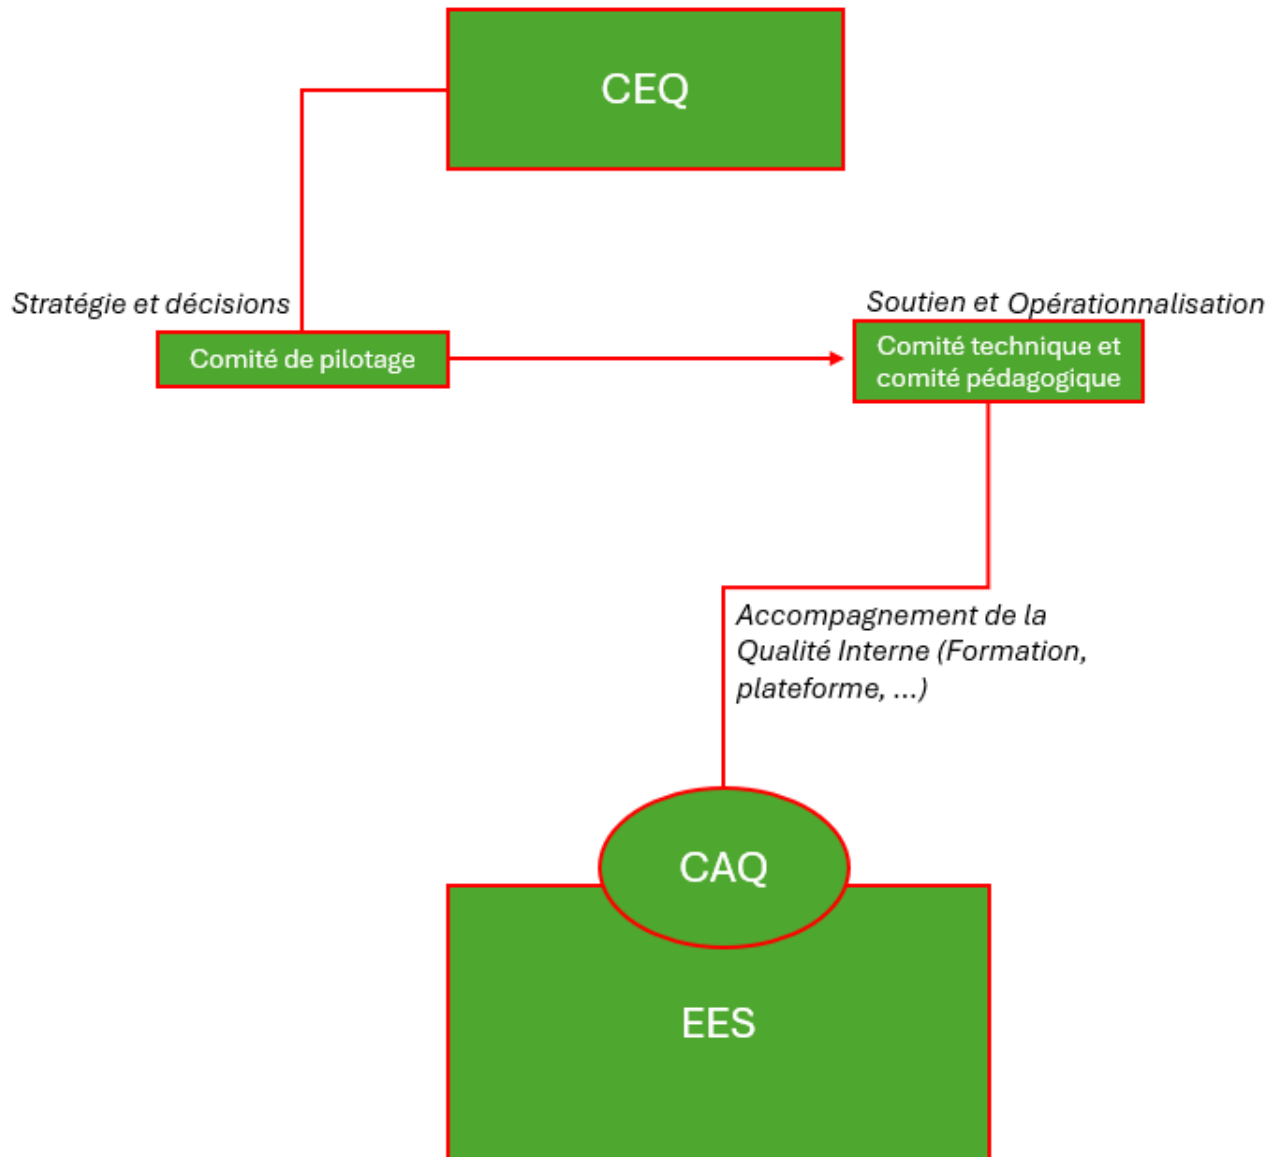 CEQ
Stratégie et décisions
Comité de pilotage
Soutien et Opérationnalisation
Comité technique et
comité pédagogique
Accompagnement de la
Qualité Interne (Formation,
plateforme, ...)
CAQ
EES